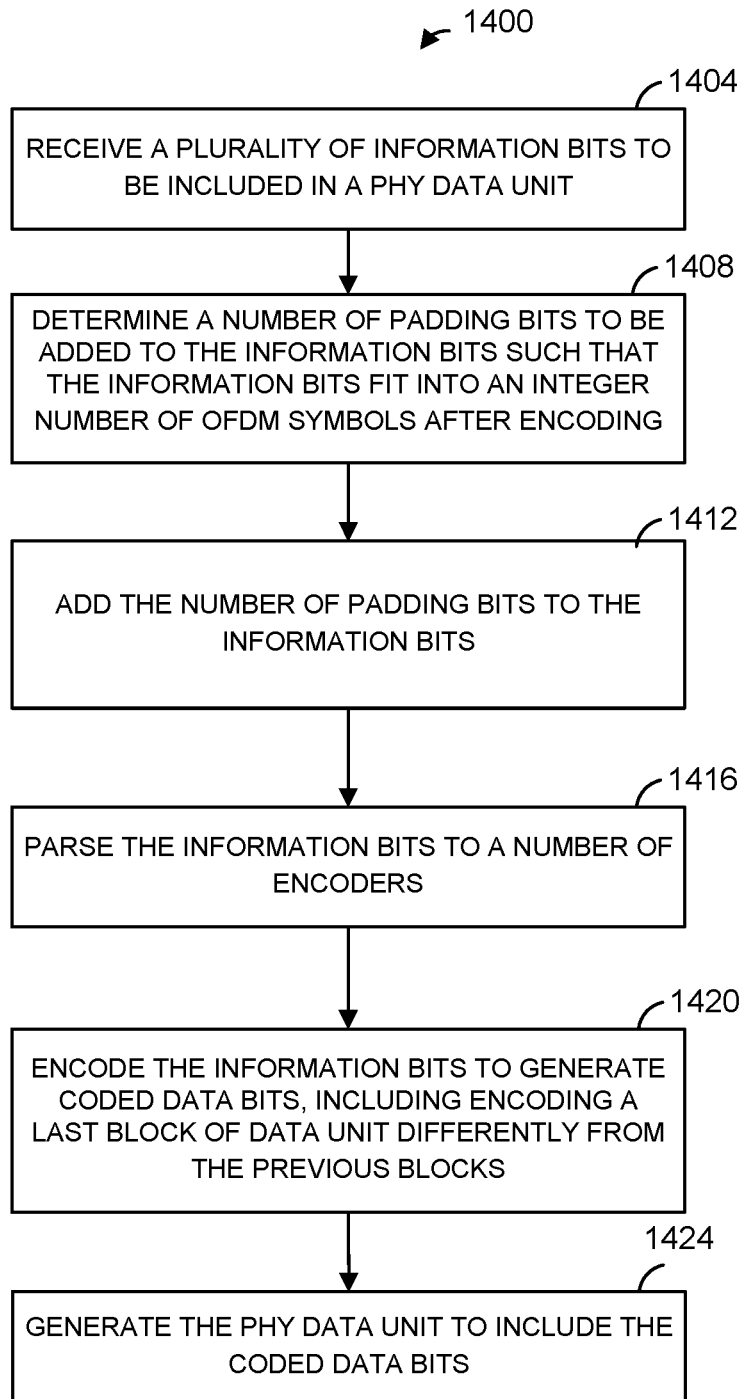 1400
1404
RECEIVE A PLURALITY OF INFORMATION BITS TO
BE INCLUDED IN A PHY DATA UNIT
1408
DETERMINE A NUMBER OF PADDING BITS TO BE
ADDED TO THE INFORMATION BITS SUCH THAT
THE INFORMATION BITS FIT INTO AN INTEGER
NUMBER OF OFDM SYMBOLS AFTER ENCODING
1412
ADD THE NUMBER OF PADDING BITS TO THE
INFORMATION BITS
1416
PARSE THE INFORMATION BITS TO A NUMBER OF
ENCODERS
1420
ENCODE THE INFORMATION BITS TO GENERATE
CODED DATA BITS, INCLUDING ENCODING A
LAST BLOCK OF DATA UNIT DIFFERENTLY FROM
THE PREVIOUS BLOCKS
1424
GENERATE THE PHY DATA UNIT TO INCLUDE THE
CODED DATA BITS